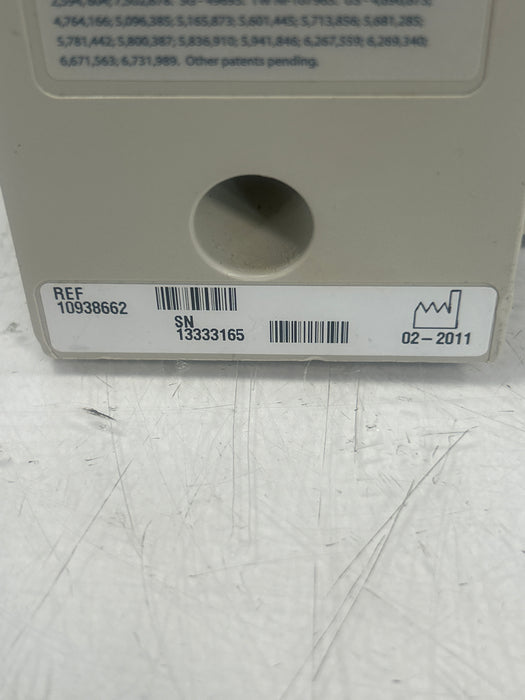 4,764,166; 5,096,385; 5,165,873; 5,601,445; 5,713,856; 5,681,285;
5,781,442; 5,800,387; 5,836,910; 5,941,846; 6,267,559; 6,269,340;
6,671,563; 6,731,989. Other patents pending.
REF
10938662
SN
13333165
02-2011